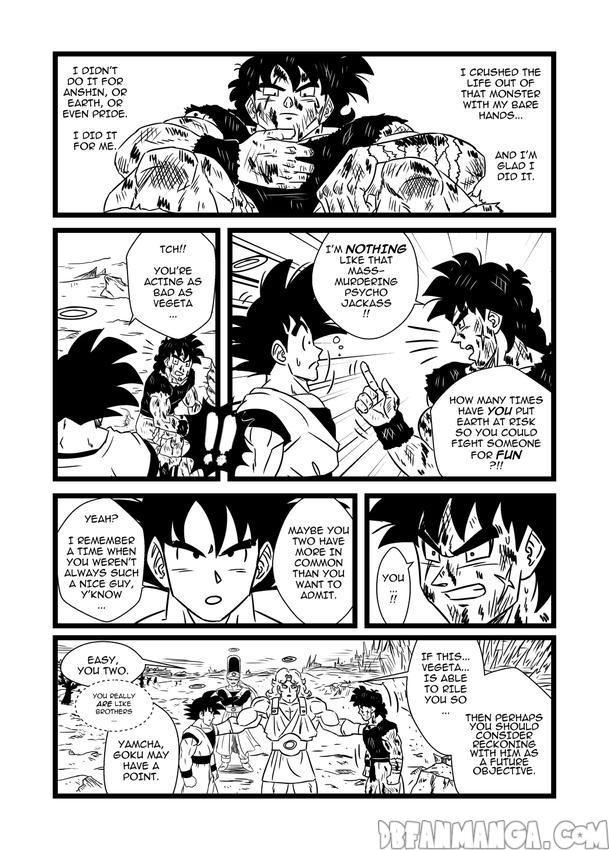 I DIDN'T
DO IT FOR
ANSHIN, OR
EARTH, OR
EVEN PRIDE.
I DID IT
FOR ME.
I CRUSHED THE
LIFE OUT OF
THAT MONSTER
WITH MY BARE
HANDS...
AND I'M
GLAD I
DID IT.
TCH!!
YOU'RE
ACTING AS
BAD AS
VEGETA
...
!!
I'M NOTHING
LIKE THAT
MASS-
MURDERING
PSYCHO
JACKASS
!!
HOW MANY TIMES
HAVE YOU PUT
EARTH AT RISK
SO YOU COULD
FIGHT SOMEONE
FOR FUN
?!!
YEAH?
I REMEMBER
A TIME WHEN
YOU WEREN'T
ALWAYS SUCH
A NICE GUY,
Y'KNOW
...
MAYBE YOU
TWO HAVE
MORE IN
COMMON
THAN YOU
WANT TO
ADMIT.
YOU
...!!
EASY,
YOU TWO.
YOU REALLY
ARE LIKE
BROTHERS
YAMCHA,
GOKU MAY
HAVE A
POINT.
IF THIS...
VEGETA...
IS ABLE
TO RILE
YOU SO
...
THEN PERHAPS
YOU SHOULD
CONSIDER
RECKONING
WITH HIM AS
A FUTURE
OBJECTIVE.
DBFANMANGA.COM